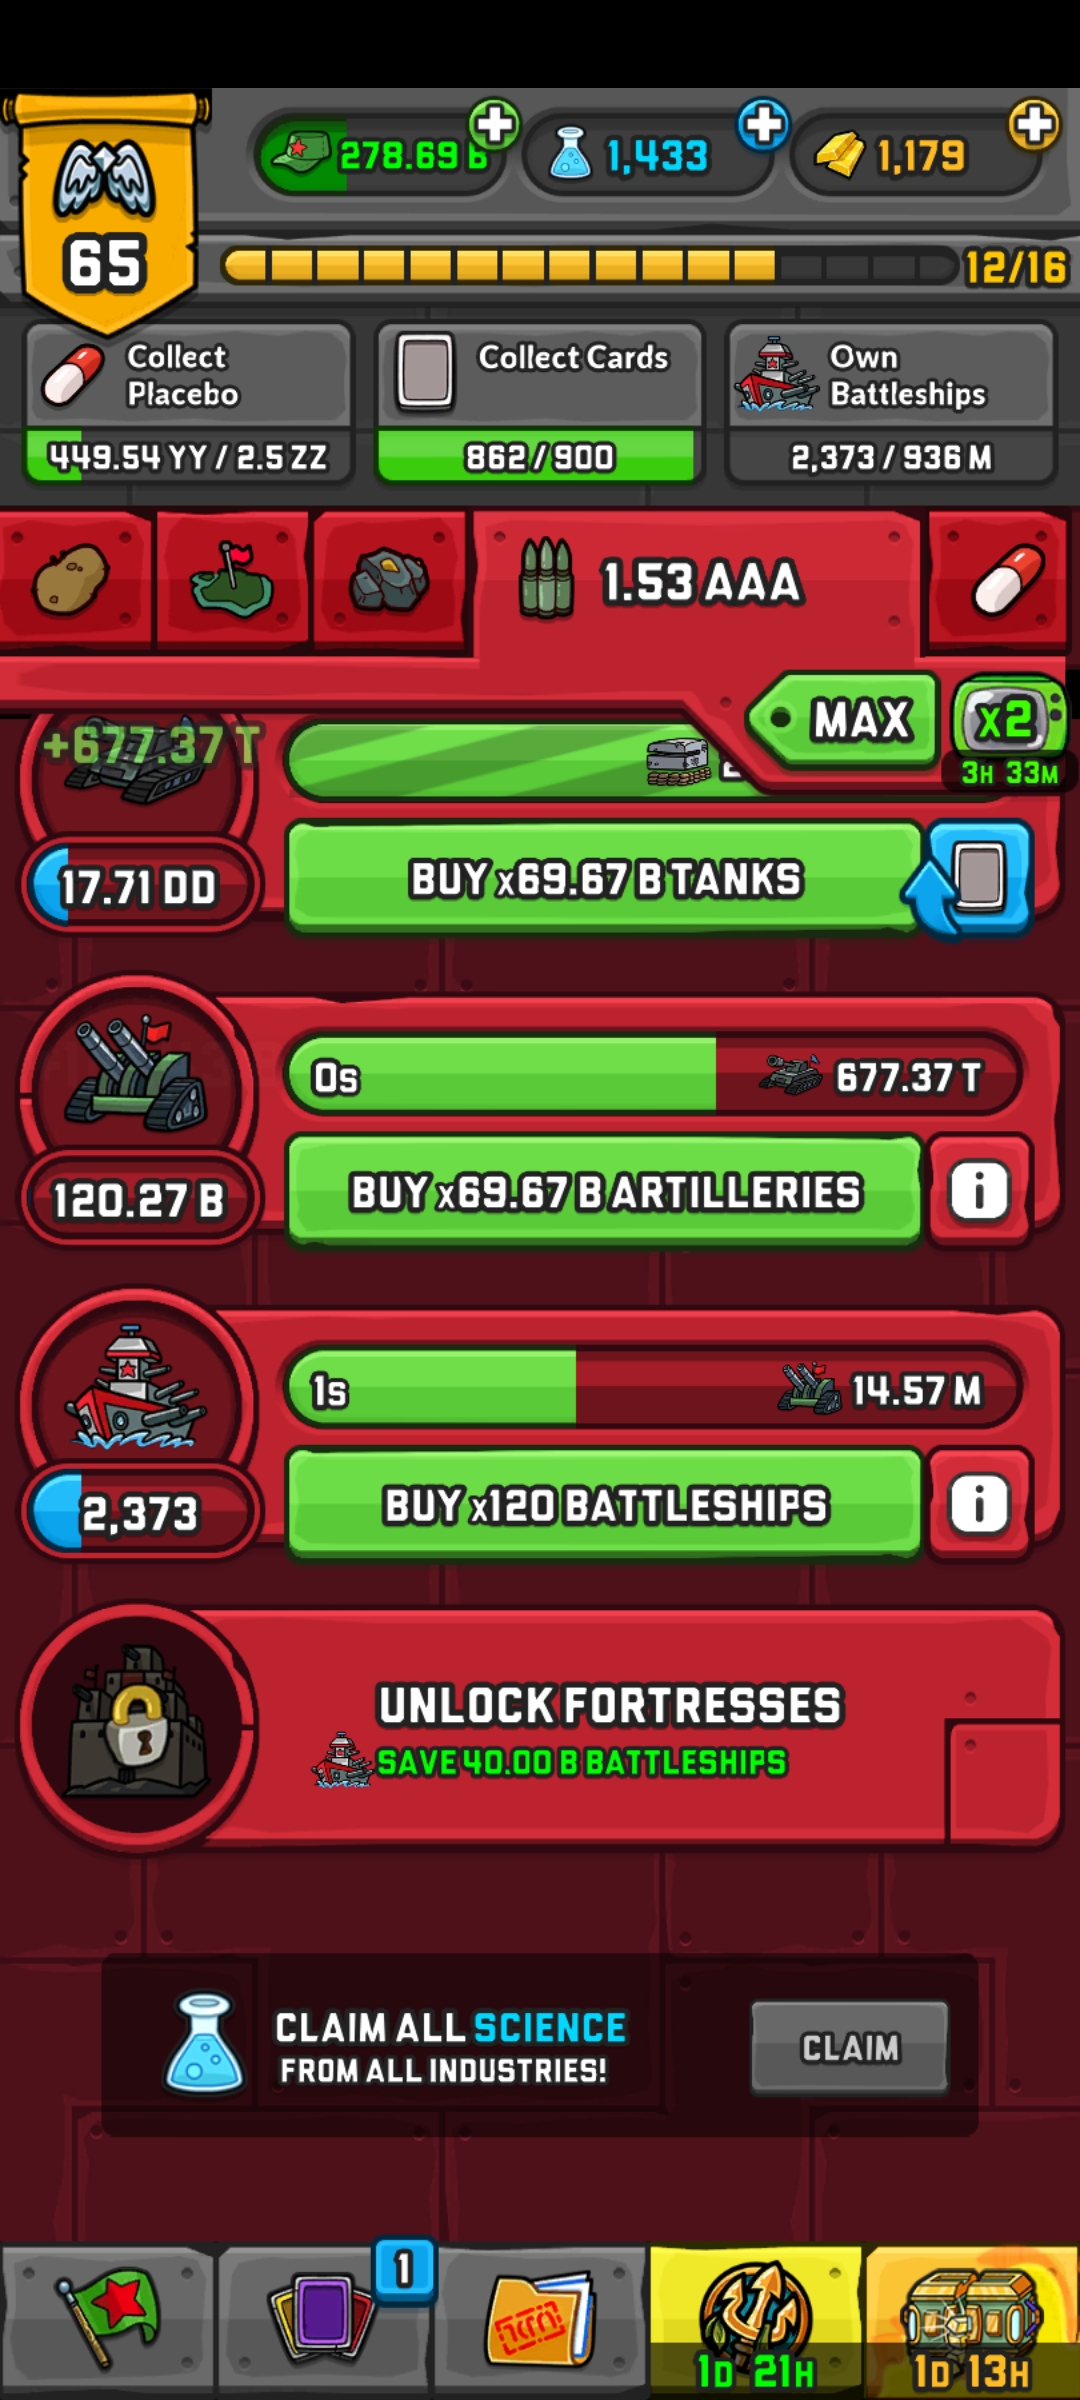 278.69 B
1,433
1,179
65
12/16
Collect
Placebo
449.54 YY / 2.5 ZZ
Collect Cards
862/900
Own
Battleships
2,373 / 936 M
1.53 AAA
MAX
x2
3H 33M
+677.37 T
17.71 DD
BUY x69.67 B TANKS
0s
677.37 T
120.27 B
BUY x69.67 B ARTILLERIES
i
1s
14.57 M
2,373
BUY x120 BATTLESHIPS
i
UNLOCK FORTRESSES
SAVE 40.00 B BATTLESHIPS
CLAIM ALL SCIENCE
FROM ALL INDUSTRIES!
CLAIM
1
1D 21H
1D 13H